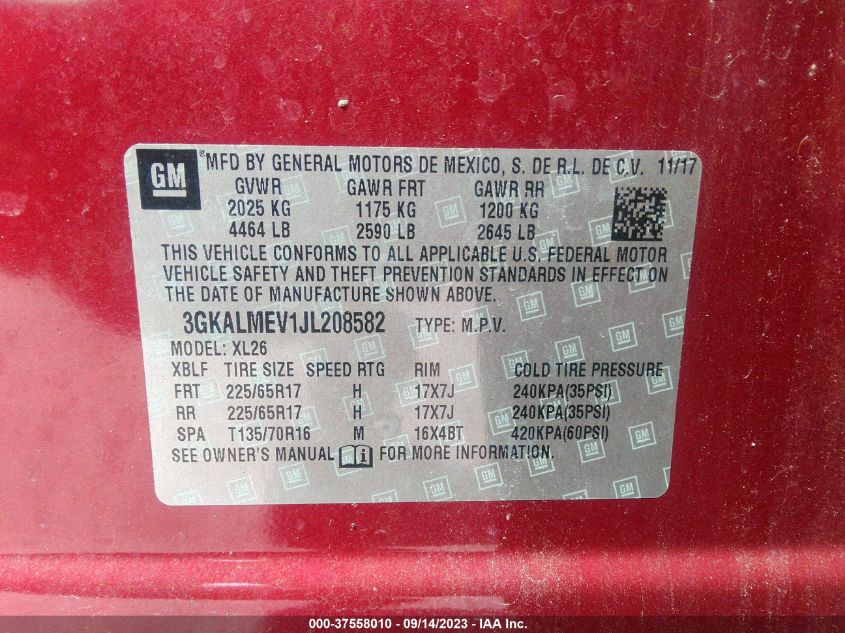 GM ® MFD BY GENERAL MOTORS DE MEXICO, S. DE R.L. DE C.V. 11/17
GVWR GAWR FRT GAWR RR
2025 KG 1175 KG 1200 KG
4464 LB 2590 LB 2645 LB
THIS VEHICLE CONFORMS TO ALL APPLICABLE U.S. FEDERAL MOTOR
VEHICLE SAFETY AND THEFT PREVENTION STANDARDS IN EFFECT ON
THE DATE OF MANUFACTURE SHOWN ABOVE.
3GKALMEV1JL208582 TYPE: M.P.V.
MODEL: XL26
XBLF TIRE SIZE SPEED RTG RIM COLD TIRE PRESSURE
FRT 225/65R17 H 17X7J 240KPA(35PSI)
RR 225/65R17 H 17X7J 240KPA(35PSI)
SPA T135/70R16 M 16X4BT 420KPA(60PSI)
SEE OWNER'S MANUAL FOR MORE INFORMATION.
000-37558010 - 09/14/2023 - IAA Inc.